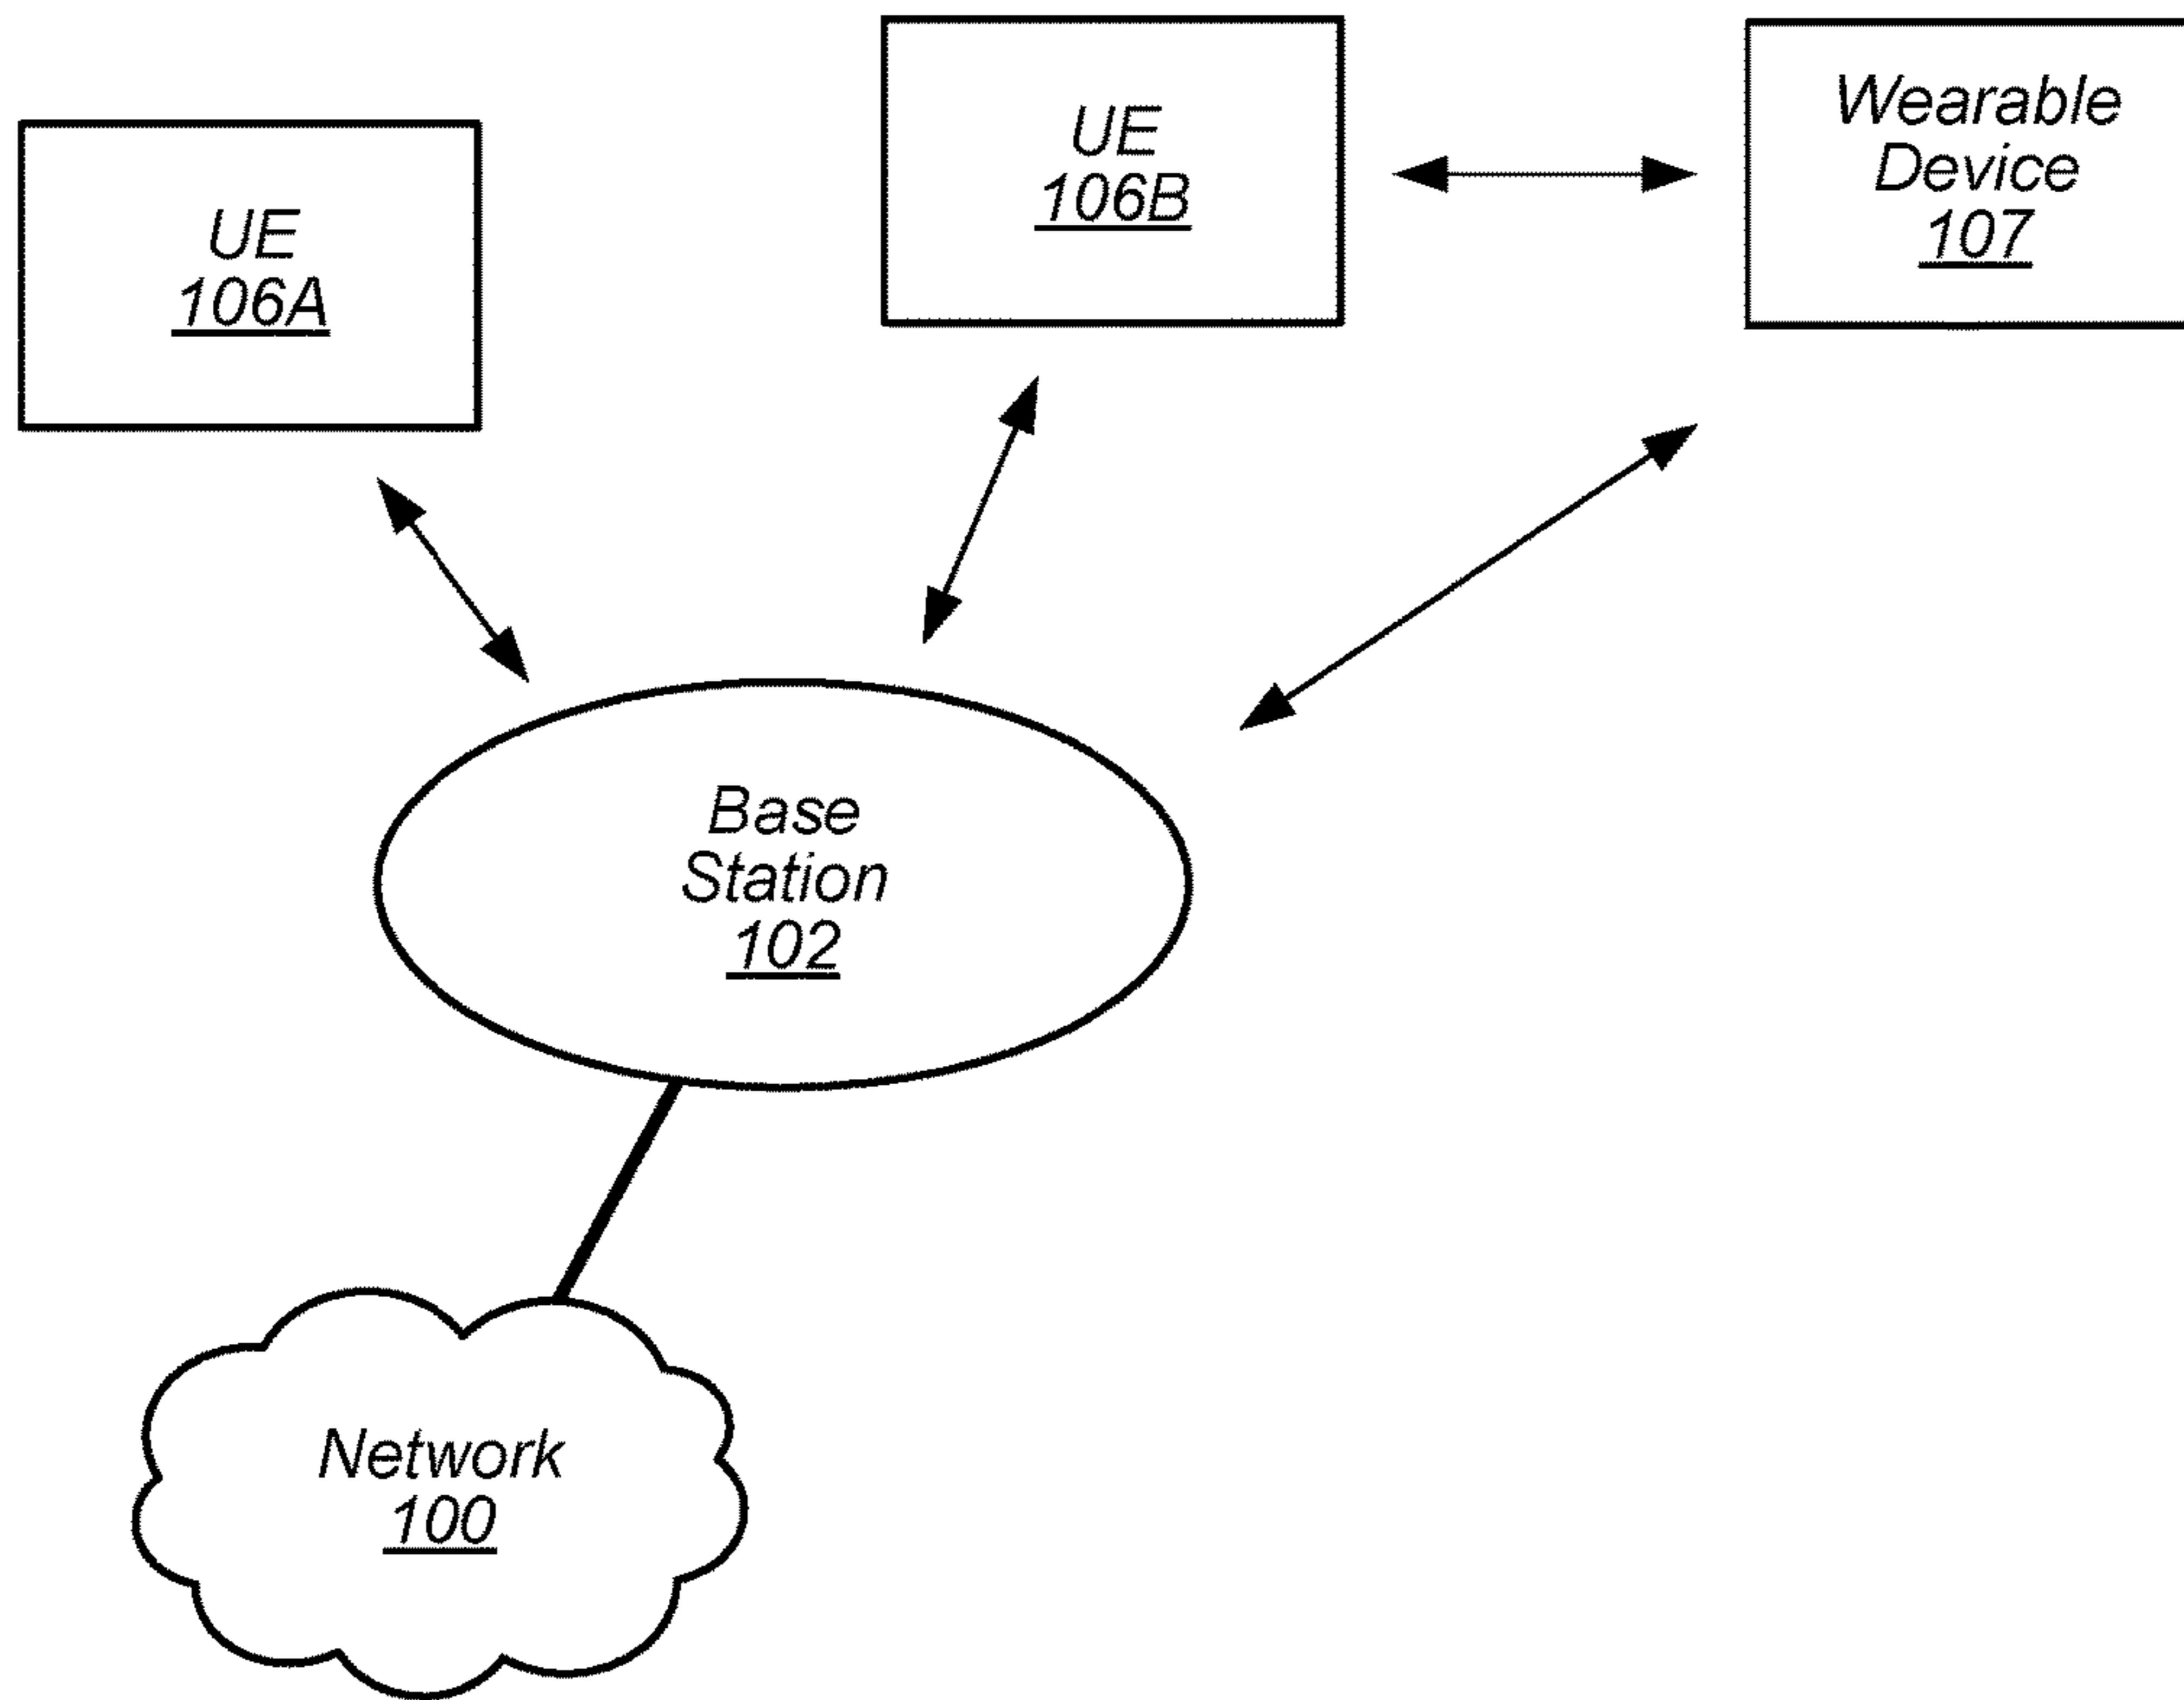 UE
106A
UE
106B
Wearable
Device
107
Base
Station
102
Network
100